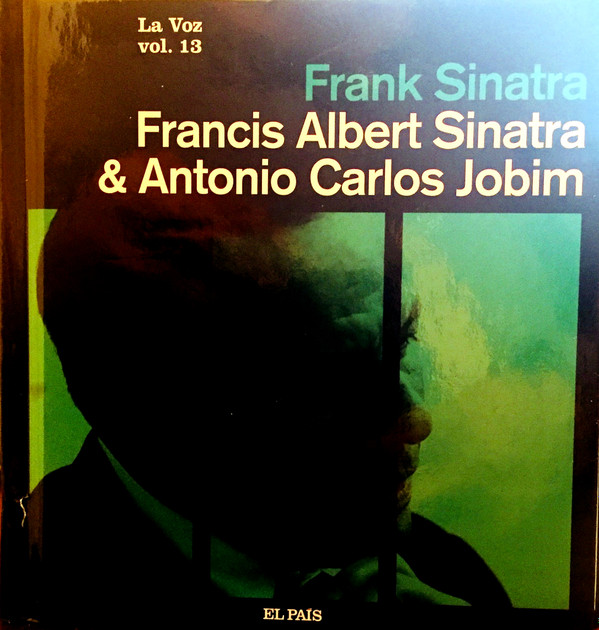 La Voz
vol. 13
Frank Sinatra
Francis Albert Sinatra
& Antonio Carlos Jobim
EL PAÍS